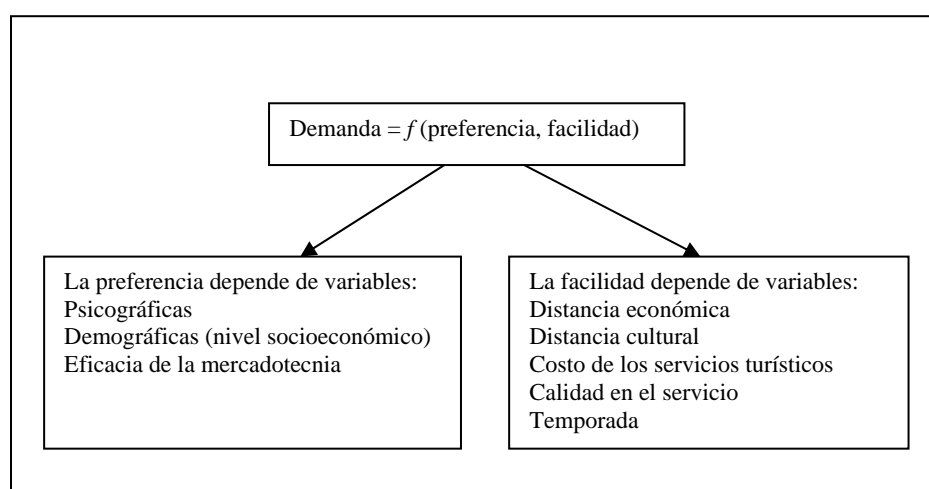 Demanda = f (preferencia, facilidad)
La preferencia depende de variables:
Psicográficas
Demográficas (nivel socioeconómico)
Eficacia de la mercadotecnia
La facilidad depende de variables:
Distancia económica
Distancia cultural
Costo de los servicios turísticos
Calidad en el servicio
Temporada